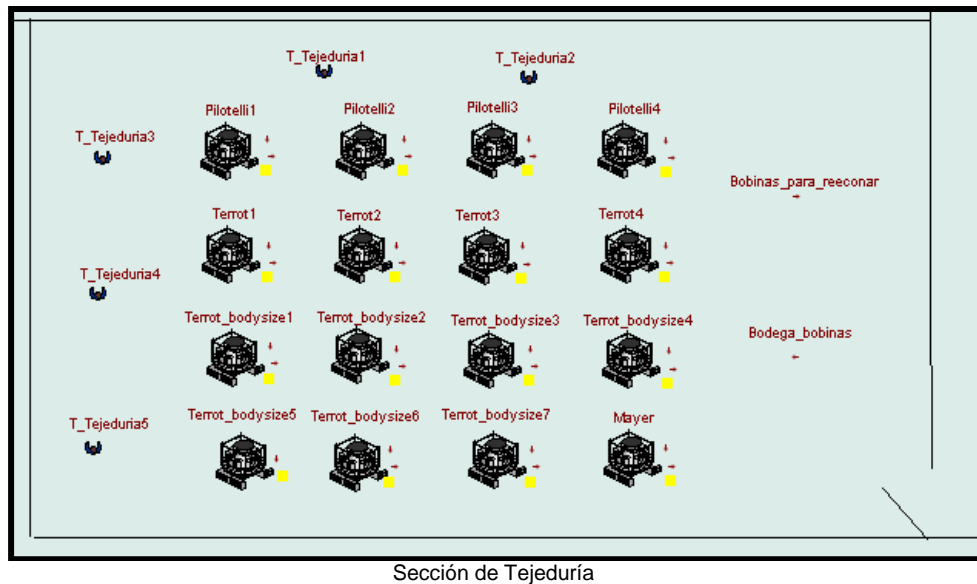 T_Tejeduria1
T_Tejeduria2
Pilotelli1
Pilotelli2
Pilotelli3
Pilotelli4
T_Tejeduria3
Bobinas_para_reeconar
Terrot1
Terrot2
Terrot3
Terrot4
T_Tejeduria4
Terrot_bodysize1
Terrot_bodysize2
Terrot_bodysize3
Terrot_bodysize4
Bodega_bobinas
Terrot_bodysize5
Terrot_bodysize6
Terrot_bodysize7
Mayer
T_Tejeduria5
Sección de Tejeduría